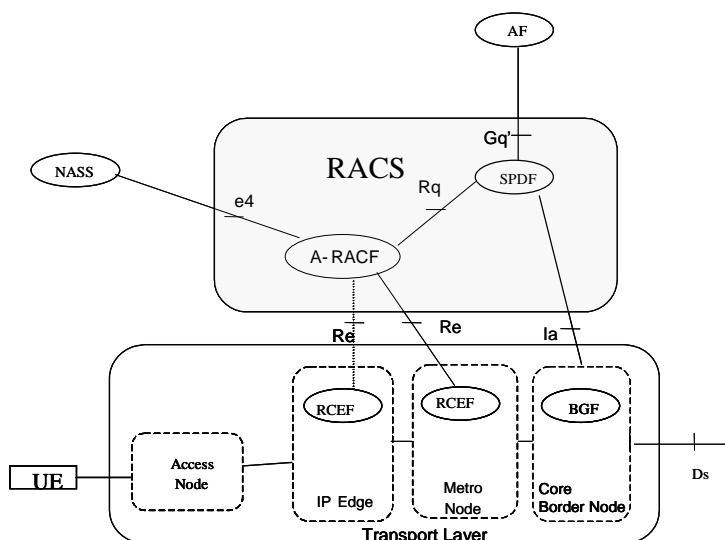 AF
Gq'
RACS
NASS
Rq
SPDF
e4
A- RACF
Re
Re
Ia
RCEF
RCEF
BGF
Access
Node
UE
IP Edge
Metro
Node
Core
Border Node
Ds
Transport Layer